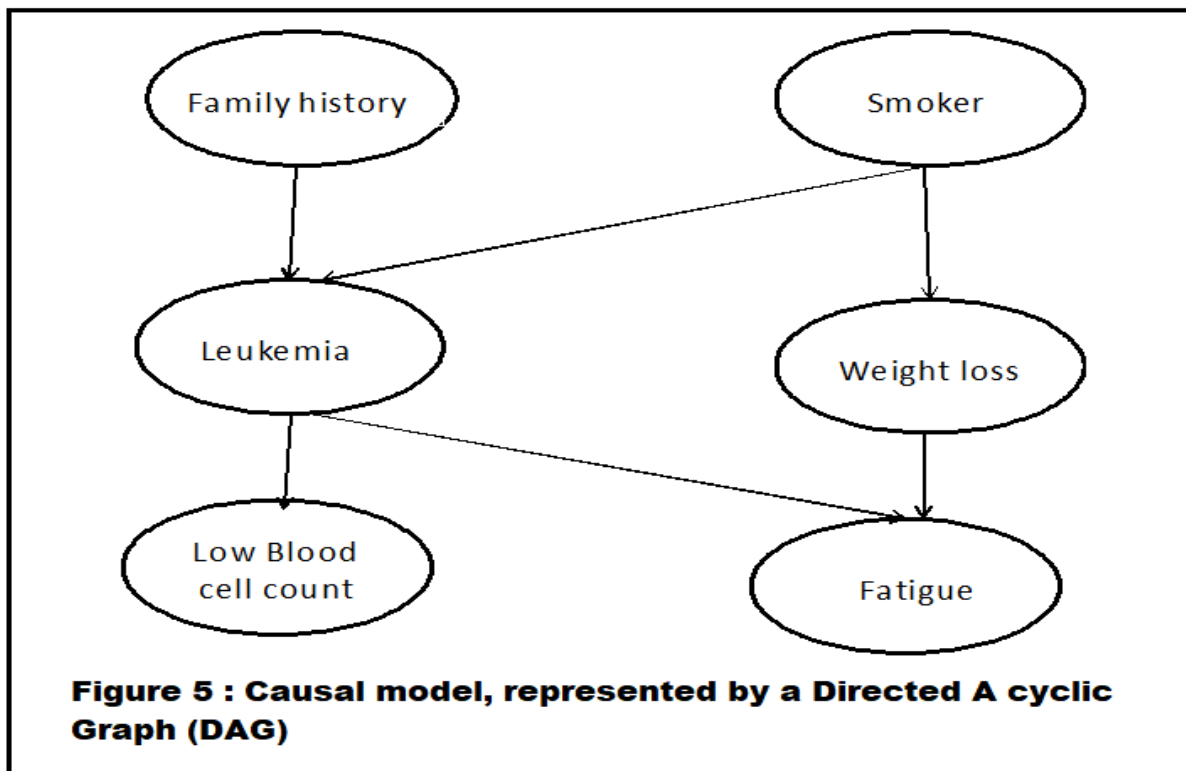 Family history
Smoker
Leukemia
Weight loss
Low Blood
cell count
Fatigue
Figure 5 : Causal model, represented by a Directed A cyclic
Graph (DAG)